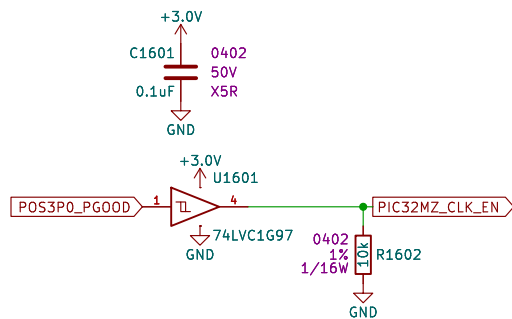 +3.0V
C1601 0402
50V
0.1uF X5R
GND
+3.0V
U1601
POS3P0_PGOOD 1 4 PIC32MZ_CLK_EN
74LVC1G97
GND
0402
1% 10k R1602
1/16W
GND